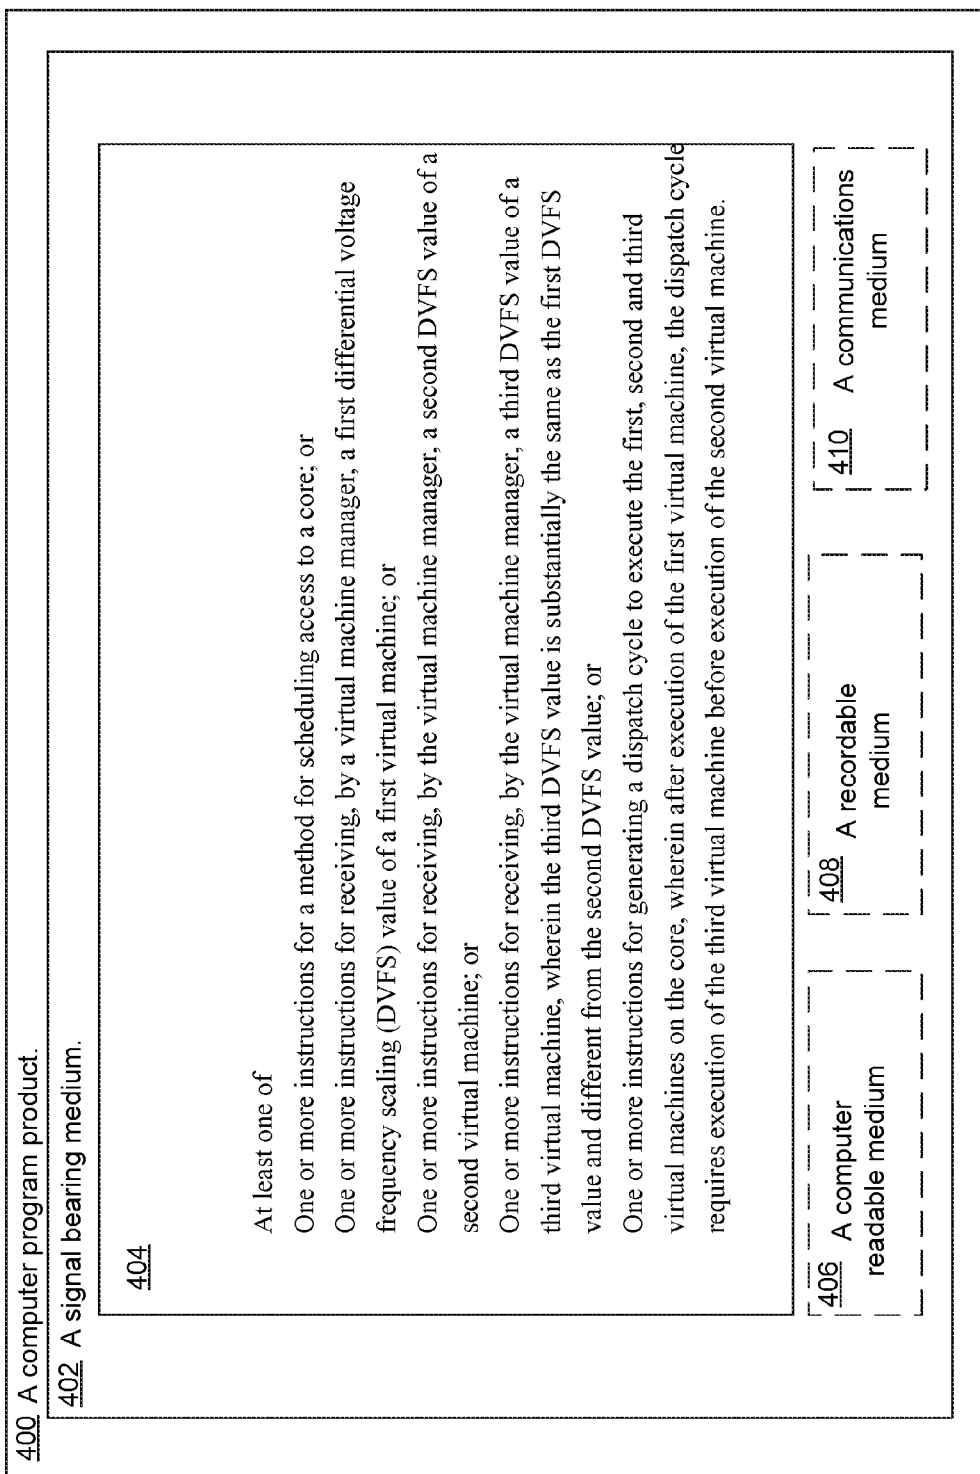 400 A computer program product.
402 A signal bearing medium.
404
At least one of
One or more instructions for a method for scheduling access to a core; or
One or more instructions for receiving, by a virtual machine manager, a first differential voltage
frequency scaling (DVFS) value of a first virtual machine; or
One or more instructions for receiving, by the virtual machine manager, a second DVFS value of a
second virtual machine; or
One or more instructions for receiving, by the virtual machine manager, a third DVFS value of a
third virtual machine, wherein the third DVFS value is substantially the same as the first DVFS
value and different from the second DVFS value; or
One or more instructions for generating a dispatch cycle to execute the first, second and third
virtual machines on the core, wherein after execution of the first virtual machine, the dispatch cycle
requires execution of the third virtual machine before execution of the second virtual machine.
406 A computer
readable medium
408 A recordable
medium
410 A communications
medium